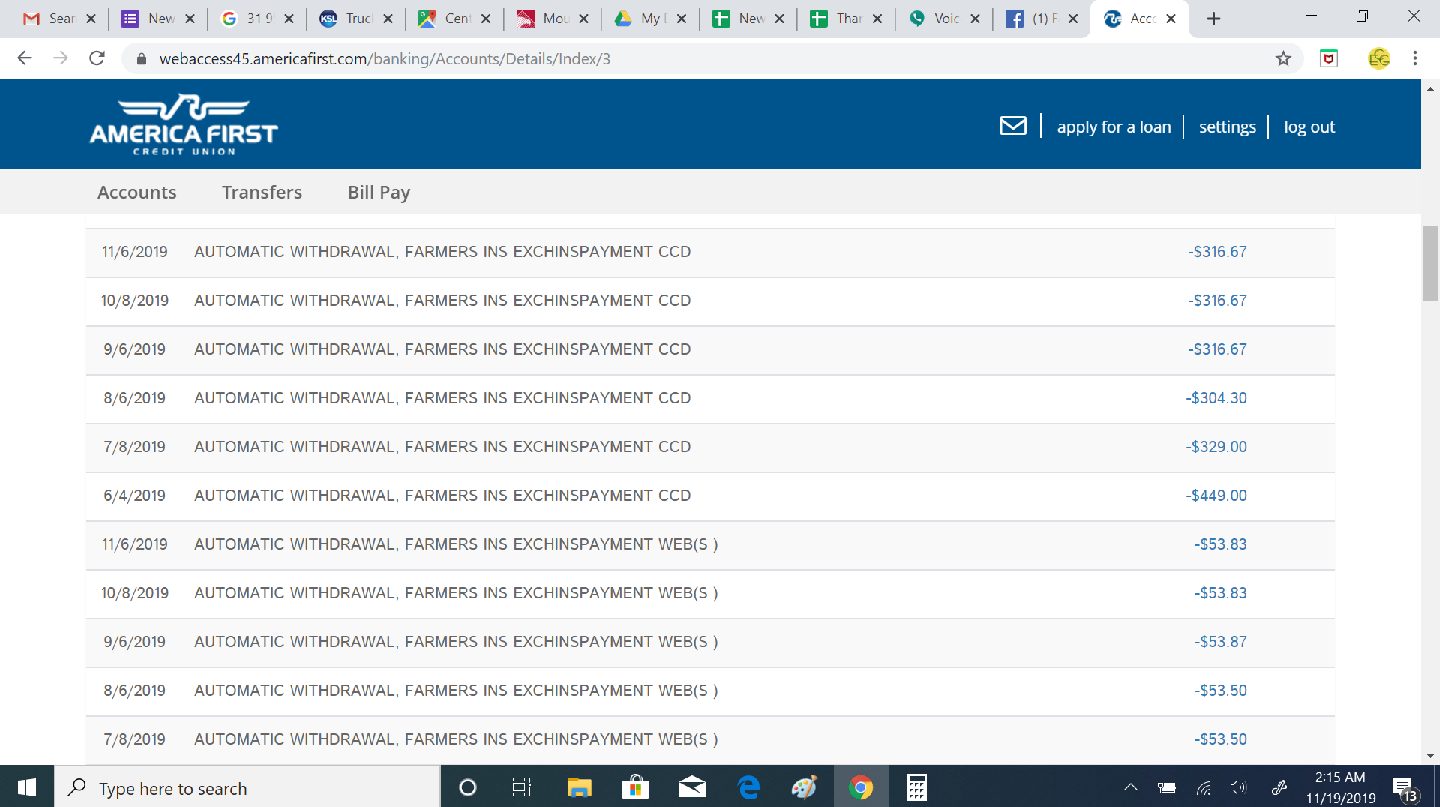 Sear
New
31 9
Truc
Cent
Mou
My
New
Thar
Voic
(1) F
Acco
webaccess45.americafirst.com/banking/Accounts/Details/Index/3
AMERICA FIRST
CREDIT UNION
apply for a loan
settings
log out
Accounts Transfers Bill Pay
11/6/2019 AUTOMATIC WITHDRAWAL, FARMERS INS EXCHINSPAYMENT CCD -$316.67
10/8/2019 AUTOMATIC WITHDRAWAL, FARMERS INS EXCHINSPAYMENT CCD -$316.67
9/6/2019 AUTOMATIC WITHDRAWAL, FARMERS INS EXCHINSPAYMENT CCD -$316.67
8/6/2019 AUTOMATIC WITHDRAWAL, FARMERS INS EXCHINSPAYMENT CCD -$304.30
7/8/2019 AUTOMATIC WITHDRAWAL, FARMERS INS EXCHINSPAYMENT CCD -$329.00
6/4/2019 AUTOMATIC WITHDRAWAL, FARMERS INS EXCHINSPAYMENT CCD -$449.00
11/6/2019 AUTOMATIC WITHDRAWAL, FARMERS INS EXCHINSPAYMENT WEB(S ) -$53.83
10/8/2019 AUTOMATIC WITHDRAWAL, FARMERS INS EXCHINSPAYMENT WEB(S ) -$53.83
9/6/2019 AUTOMATIC WITHDRAWAL, FARMERS INS EXCHINSPAYMENT WEB(S ) -$53.87
8/6/2019 AUTOMATIC WITHDRAWAL, FARMERS INS EXCHINSPAYMENT WEB(S ) -$53.50
7/8/2019 AUTOMATIC WITHDRAWAL, FARMERS INS EXCHINSPAYMENT WEB(S ) -$53.50
Type here to search
2:15 AM
11/19/2019
13